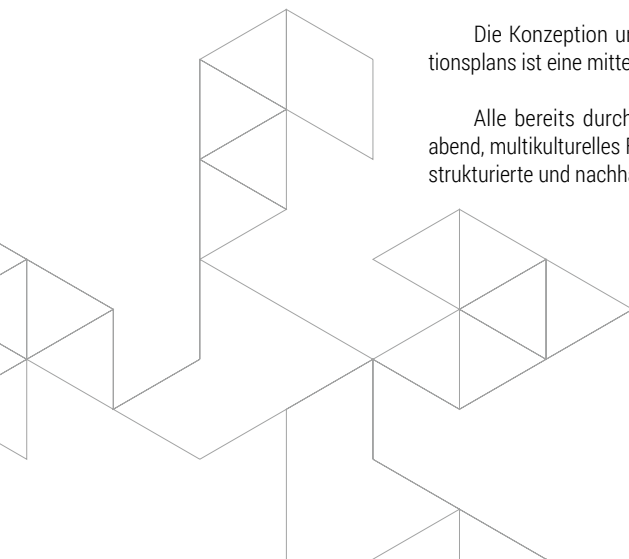 Die Konzeption
tionsplans ist eine
Alle bereits
abend, multikulturelles
strukturierte und